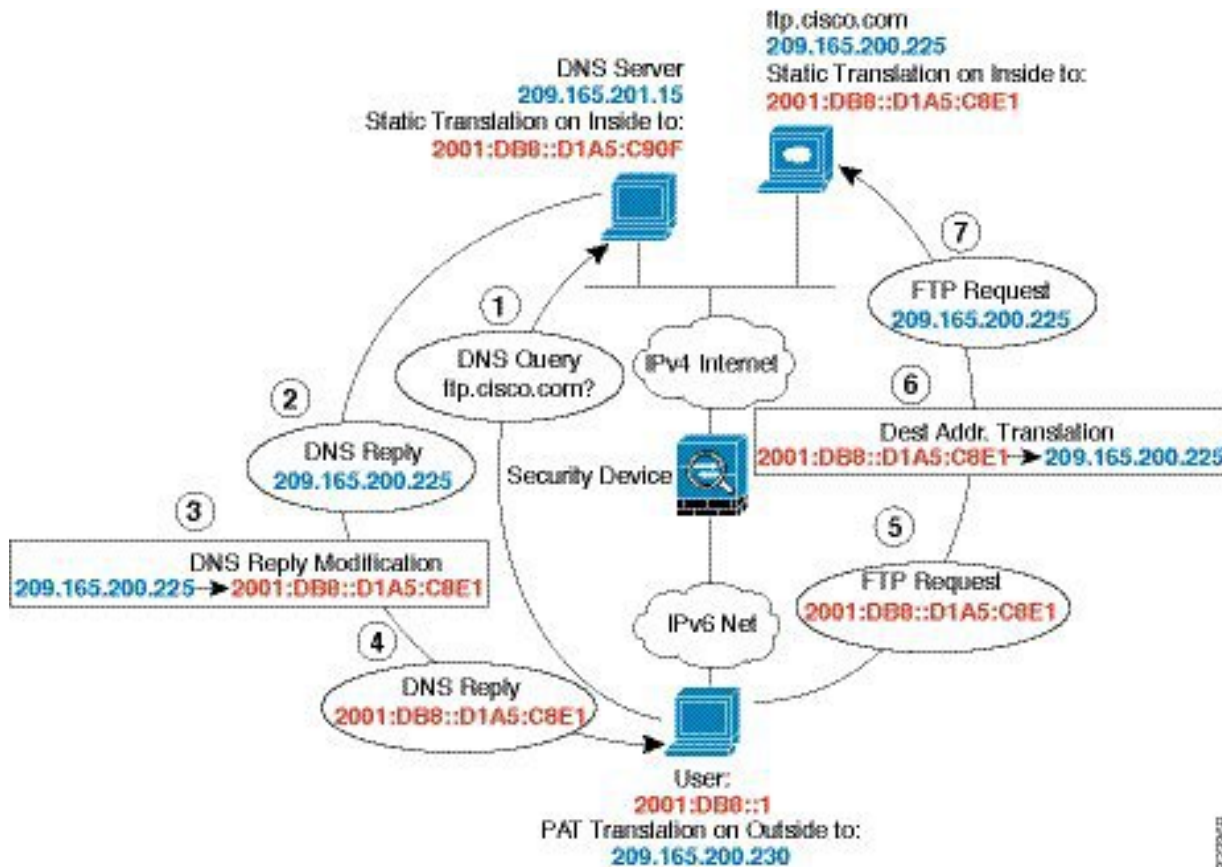 ftp.cisco.com
209.165.200.225
Static Translation on Inside to:
2001:DB8::D1A5:C8E1
DNS Server
209.165.201.15
Static Translation on Inside to:
2001:DB8::D1A5:C90F
7
FTP Request
209.165.200.225
1
DNS Query
ftp.cisco.com?
IPv4 Internet
2
DNS Reply
209.165.200.225
6
Dest Addr. Translation
2001:DB8::D1A5:C8E1→209.165.200.225
Security Device
3
DNS Reply Modification
209.165.200.225→2001:DB8::D1A5:C8E1
5
FTP Request
2001:DB8::D1A5:C8E1
IPv6 Net
4
DNS Reply
2001:DB8::D1A5:C8E1
User:
2001:DB8::1
PAT Translation on Outside to:
209.165.200.230